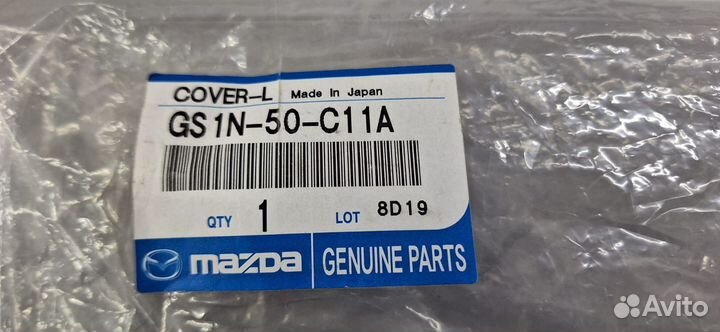 COVER-L Made In Japan
GS1N-50-C11A
QTY 1 LOT 8D19
mazda GENUINE PARTS
Avito